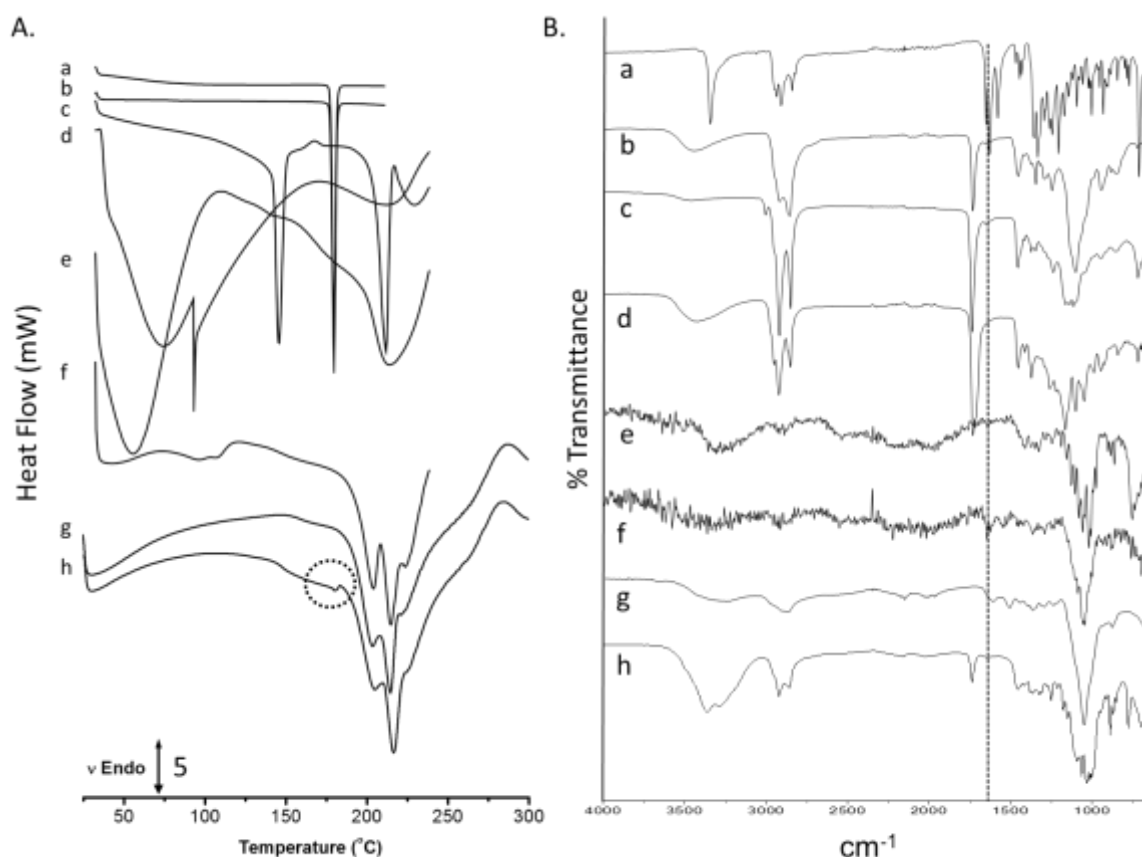 A.
a
b
c
d
e
f
g
h
Heat Flow (mW)
v Endo
5
50 100 150 200 250 300
Temperature (°C)
B.
a
b
c
d
e
f
g
h
% Transmittance
4000 3500 3000 2500 2000 1500 1000
cm-1